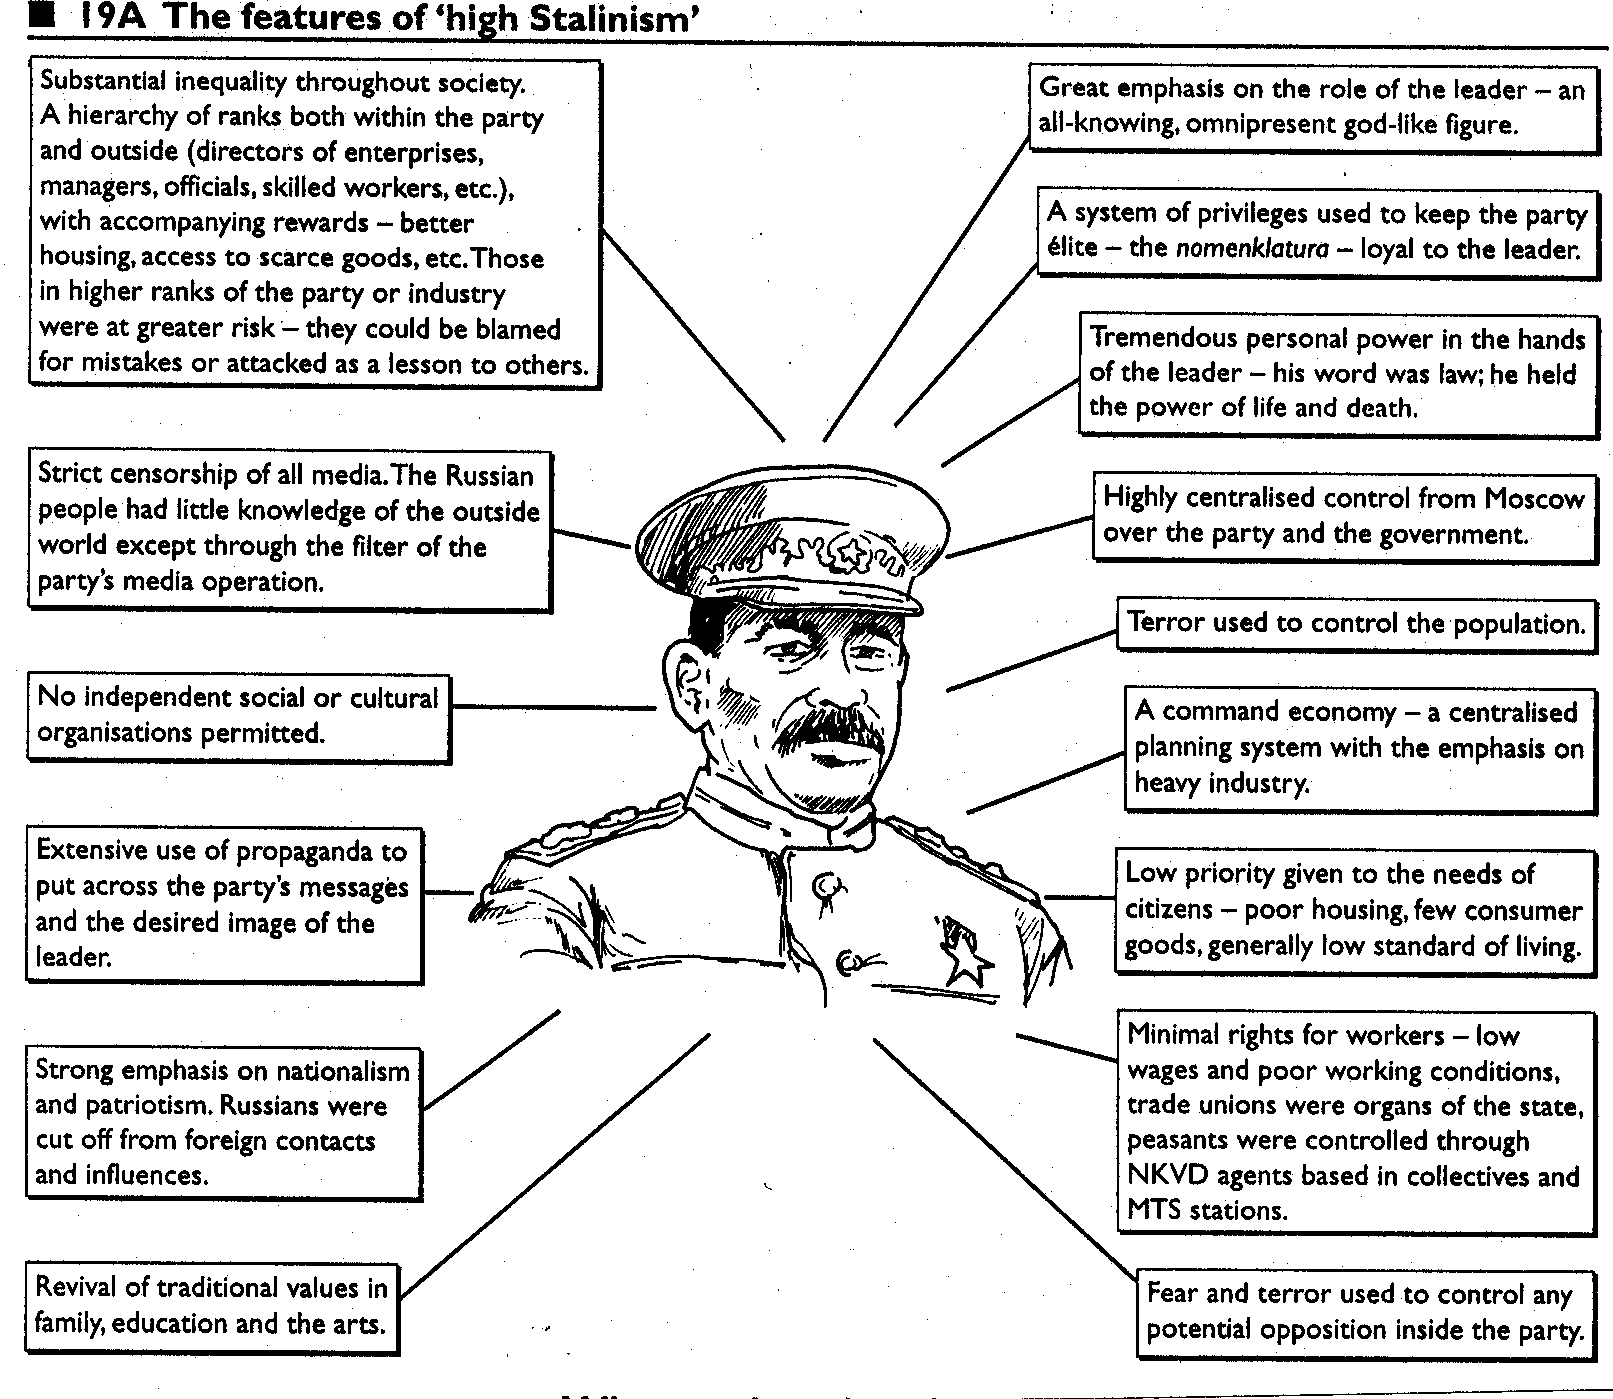 ■ 19A The features of ‘high Stalinism’
Substantial inequality throughout society.
A hierarchy of ranks both within the party
and outside (directors of enterprises,
managers, officials, skilled workers, etc.),
with accompanying rewards – better
housing, access to scarce goods, etc. Those
in higher ranks of the party or industry
were at greater risk – they could be blamed
for mistakes or attacked as a lesson to others.
Strict censorship of all media. The Russian
people had little knowledge of the outside
world except through the filter of the
party’s media operation.
No independent social or cultural
organisations permitted.
Extensive use of propaganda to
put across the party’s messages
and the desired image of the
leader.
Strong emphasis on nationalism
and patriotism. Russians were
cut off from foreign contacts
and influences.
Revival of traditional values in
family, education and the arts.
Great emphasis on the role of the leader – an
all-knowing, omnipresent god-like figure.
A system of privileges used to keep the party
élite – the nomenklatura – loyal to the leader.
Tremendous personal power in the hands
of the leader – his word was law; he held
the power of life and death.
Highly centralised control from Moscow
over the party and the government.
Terror used to control the population.
A command economy – a centralised
planning system with the emphasis on
heavy industry.
Low priority given to the needs of
citizens – poor housing, few consumer
goods, generally low standard of living.
Minimal rights for workers – low
wages and poor working conditions,
trade unions were organs of the state,
peasants were controlled through
NKVD agents based in collectives and
MTS stations.
Fear and terror used to control any
potential opposition inside the party.